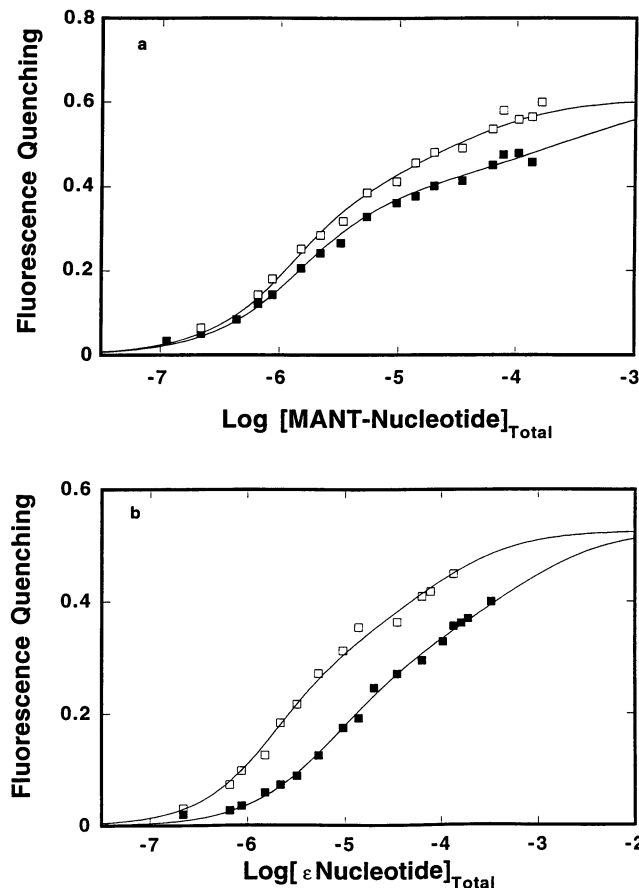 a
Fluorescence Quenching
0.8
0.6
0.4
0.2
0
-7 -6 -5 -4 -3
Log [MANT-Nucleotide]Total
b
Fluorescence Quenching
0.6
0.4
0.2
0
-7 -6 -5 -4 -3 -2
Log[ εNucleotide]Total